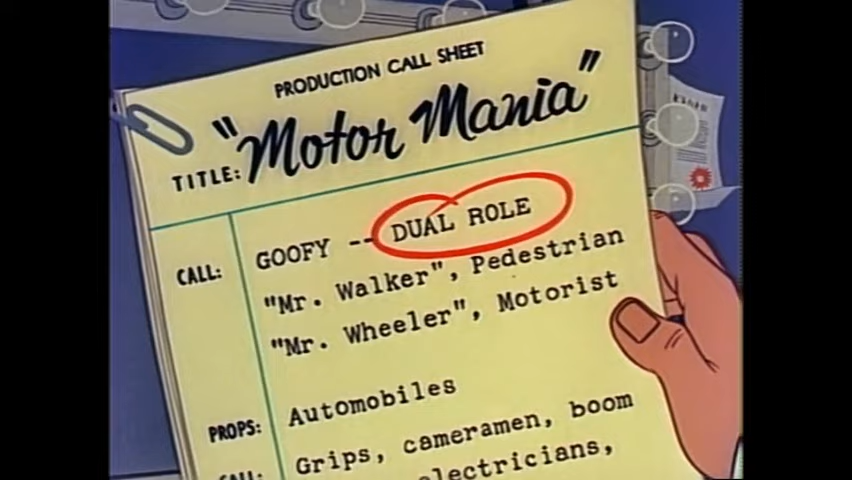 PRODUCTION CALL SHEET
TITLE: "Motor Mania"
CALL: GOOFY -- DUAL ROLE
"Mr. Walker", Pedestrian
"Mr. Wheeler", Motorist
PROPS: Automobiles
CALL: Grips, cameramen, boom
electricians,